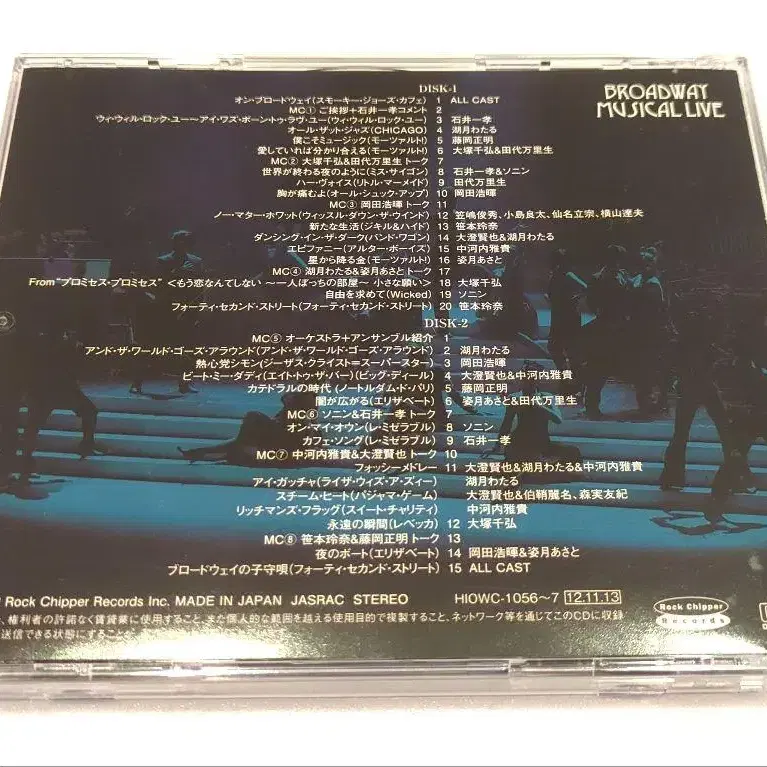 BROADWAY
MUSICAL LIVE
DISK-1
オン・ブロードウェイ(スモーキー・ジョーズ・カフェ) 1 ALL CAST
MC① ご挨拶+石井一孝コメント 2
ウィ・ウィル・ロック・ユー〜アイ・ワズ・ボーン・トゥ・ラヴ・ユー(ウィ・ウィル・ロック・ユー) 3 石井一孝
オール・ザット・ジャズ(CHICAGO) 4 湖月わたる
僕こそミュージック(モーツァルト!) 5 藤岡正明
愛していれば分かり合える(モーツァルト!) 6 大塚千弘&田代万里生
MC② 大塚千弘&田代万里生トーク 7
世界が終わる夜のように(ミス・サイゴン) 8 石井一孝&ソニン
ハー・ヴォイス(リトル・マーメイド) 9 田代万里生
胸が痛むよ(オール・シュック・アップ) 10 岡田浩暉
MC③ 岡田浩暉トーク 11
ノー・マター・ホワット(ウィッスル・ダウン・ザ・ウインド) 12 笠嶋俊秀、小島良太、仙名立宗、横山達夫
新たな生活(ジキル&ハイド) 13 笹本玲奈
ダンシング・イン・ザ・ダーク(バンド・ワゴン) 14 大澄賢也&湖月わたる
エピファニー(アルター・ボーイズ) 15 中河内雅貴
星から降る金(モーツァルト!) 16 姿月あさと
MC④ 湖月わたる&姿月あさとトーク 17
From "プロミセス・プロミセス" <もう恋なんてしない 〜一人ぼっちの部屋〜 小さな願い> 18 大塚千弘
自由を求めて(Wicked) 19 ソニン
フォーティ・セカンド・ストリート(フォーティ・セカンド・ストリート) 20 笹本玲奈
DISK-2
MC⑤ オーケストラ+アンサンブル紹介 1
アンド・ザ・ワールド・ゴーズ・アラウンド(アンド・ザ・ワールド・ゴーズ・アラウンド) 2 湖月わたる
熱心党シモン(ジーザス・クライスト=スーパースター) 3 岡田浩暉
ビート・ミー・ダディ(エイト・トゥ・ザ・バー)(ビッグ・ディール) 4 大澄賢也&中河内雅貴
カテドラルの時代(ノートルダム・ド・パリ) 5 藤岡正明
闇が広がる(エリザベート) 6 姿月あさと&田代万里生
MC⑥ ソニン&石井一孝トーク 7
オン・マイ・オウン(レ・ミゼラブル) 8 ソニン
カフェ・ソング(レ・ミゼラブル) 9 石井一孝
MC⑦ 中河内雅貴&大澄賢也トーク 10
フォッシーメドレー 11 大澄賢也&湖月わたる&中河内雅貴
アイ・ガッチャ(ライザ・ウィズ・ア・ズィー) 湖月わたる
スチーム・ヒート(パジャマ・ゲーム) 大澄賢也&伯鞘麗名、森実友紀
リッチマンズ・フラッグ(スイート・チャリティ) 中河内雅貴
永遠の瞬間(レベッカ) 12 大塚千弘
MC⑧ 笹本玲奈&藤岡正明トーク 13
夜のボート(エリザベート) 14 岡田浩暉&姿月あさと
ブロードウェイの子守唄(フォーティ・セカンド・ストリート) 15 ALL CAST
Rock Chipper Records Inc. MADE IN JAPAN JASRAC STEREO HIOWC-1056〜7 12.11.13
Rock Chipper
Records
権利者の許諾なく賃貸業に使用すること、また個人的な範囲を越える使用目的で複製すること、ネットワーク等を通じてこのCDに収録
送信できる状態にすることを